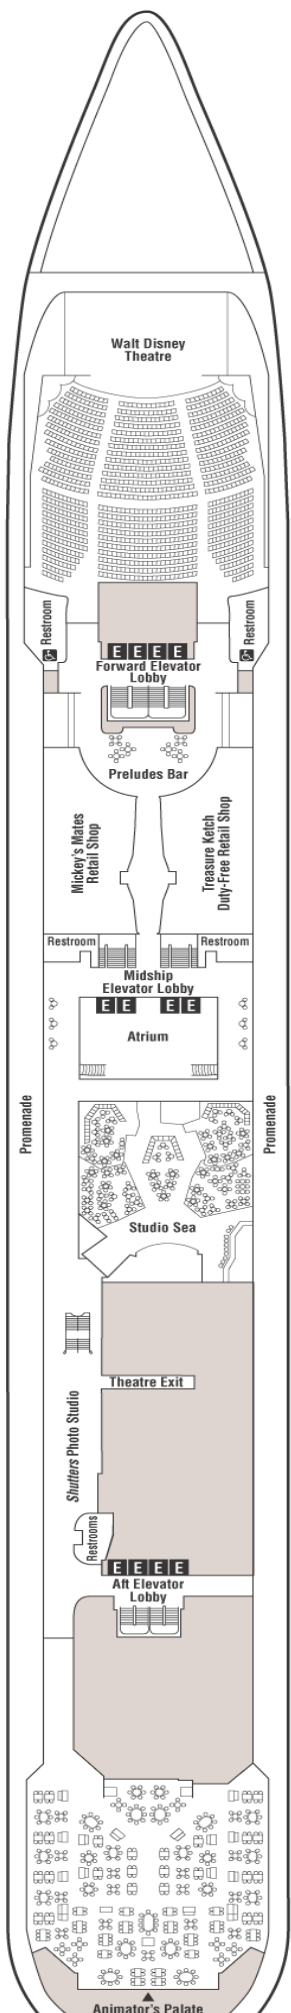 Walt Disney
Theatre
Restroom
Restroom
E E E E
Forward Elevator
Lobby
Preludes Bar
Mickey's Mates
Retail Shop
Treasure Ketch
Duty-Free Retail Shop
Restroom
Restroom
Midship
Elevator Lobby
E E E E
Atrium
Promenade
Promenade
Studio Sea
Theatre Exit
Shutters Photo Studio
Restrooms
E E E E
Aft Elevator
Lobby
Animator's Palate